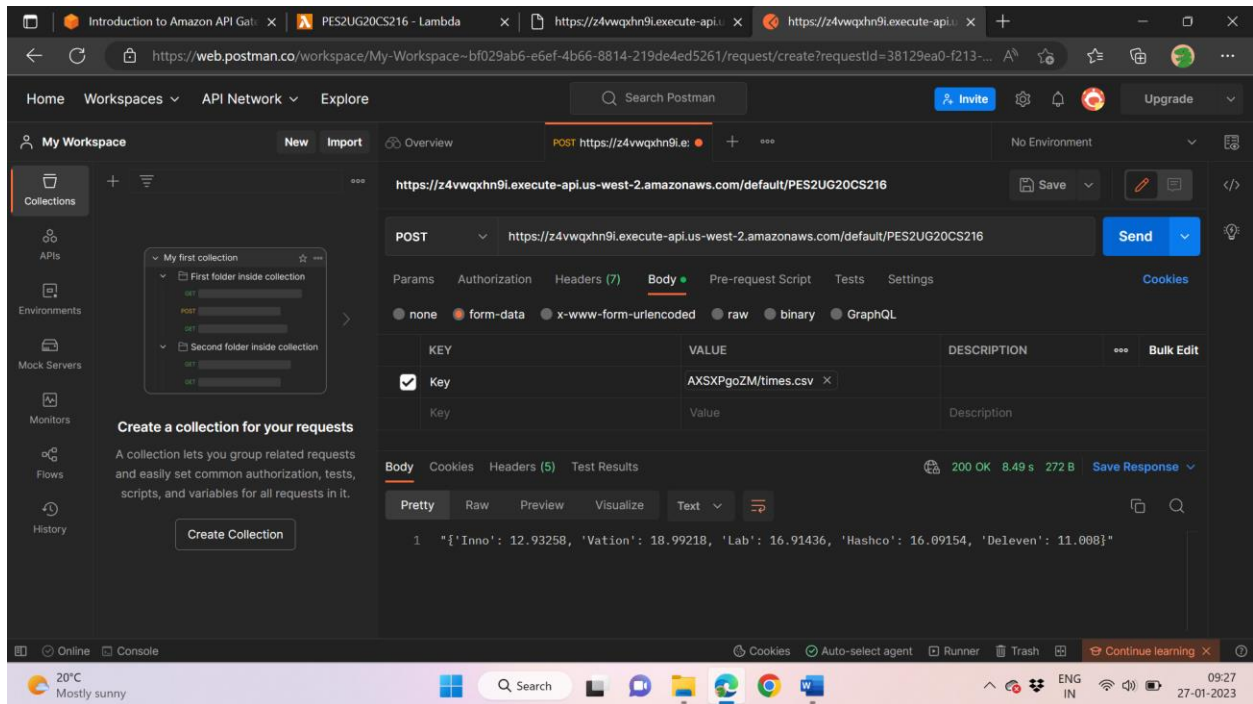 Introduction to Amazon API Gate
PES2UG20CS216 - Lambda
https://z4vwqxhn9i.execute-api.u
https://z4vwqxhn9i.execute-api.u
https://web.postman.co/workspace/My-Workspace~bf029ab6-e6ef-4b66-8814-219de4ed5261/request/create?requestId=38129ea0-f213-...
Home Workspaces API Network Explore
Search Postman
Invite
Upgrade
My Workspace New Import
Overview
POST https://z4vwqxhn9i.e:
No Environment
Collections
APIs
Environments
Mock Servers
Monitors
Flows
History
My first collection
First folder inside collection
GET
POST
GET
Second folder inside collection
GET
GET
Create a collection for your requests
A collection lets you group related requests
and easily set common authorization, tests,
scripts, and variables for all requests in it.
Create Collection
https://z4vwqxhn9i.execute-api.us-west-2.amazonaws.com/default/PES2UG20CS216
Save
POST https://z4vwqxhn9i.execute-api.us-west-2.amazonaws.com/default/PES2UG20CS216 Send
Params Authorization Headers (7) Body Pre-request Script Tests Settings Cookies
none form-data x-www-form-urlencoded raw binary GraphQL
KEY VALUE DESCRIPTION Bulk Edit
Key AXSXPgoZM/times.csv
Key Value Description
Body Cookies Headers (5) Test Results 200 OK 8.49 s 272 B Save Response
Pretty Raw Preview Visualize Text
1 "{'Inno': 12.93258, 'Vation': 18.99218, 'Lab': 16.91436, 'Hashco': 16.09154, 'Deleven': 11.008}"
Online Console
Cookies Auto-select agent Runner Trash Continue learning
20°C
Mostly sunny
Search
ENG
IN
09:27
27-01-2023